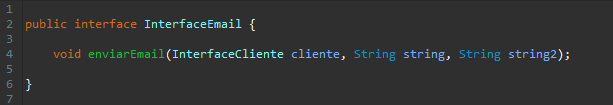 1
2 public interface InterfaceEmail {
3
4 void enviarEmail(InterfaceCliente cliente, String string, String string2);
5
6 }
7